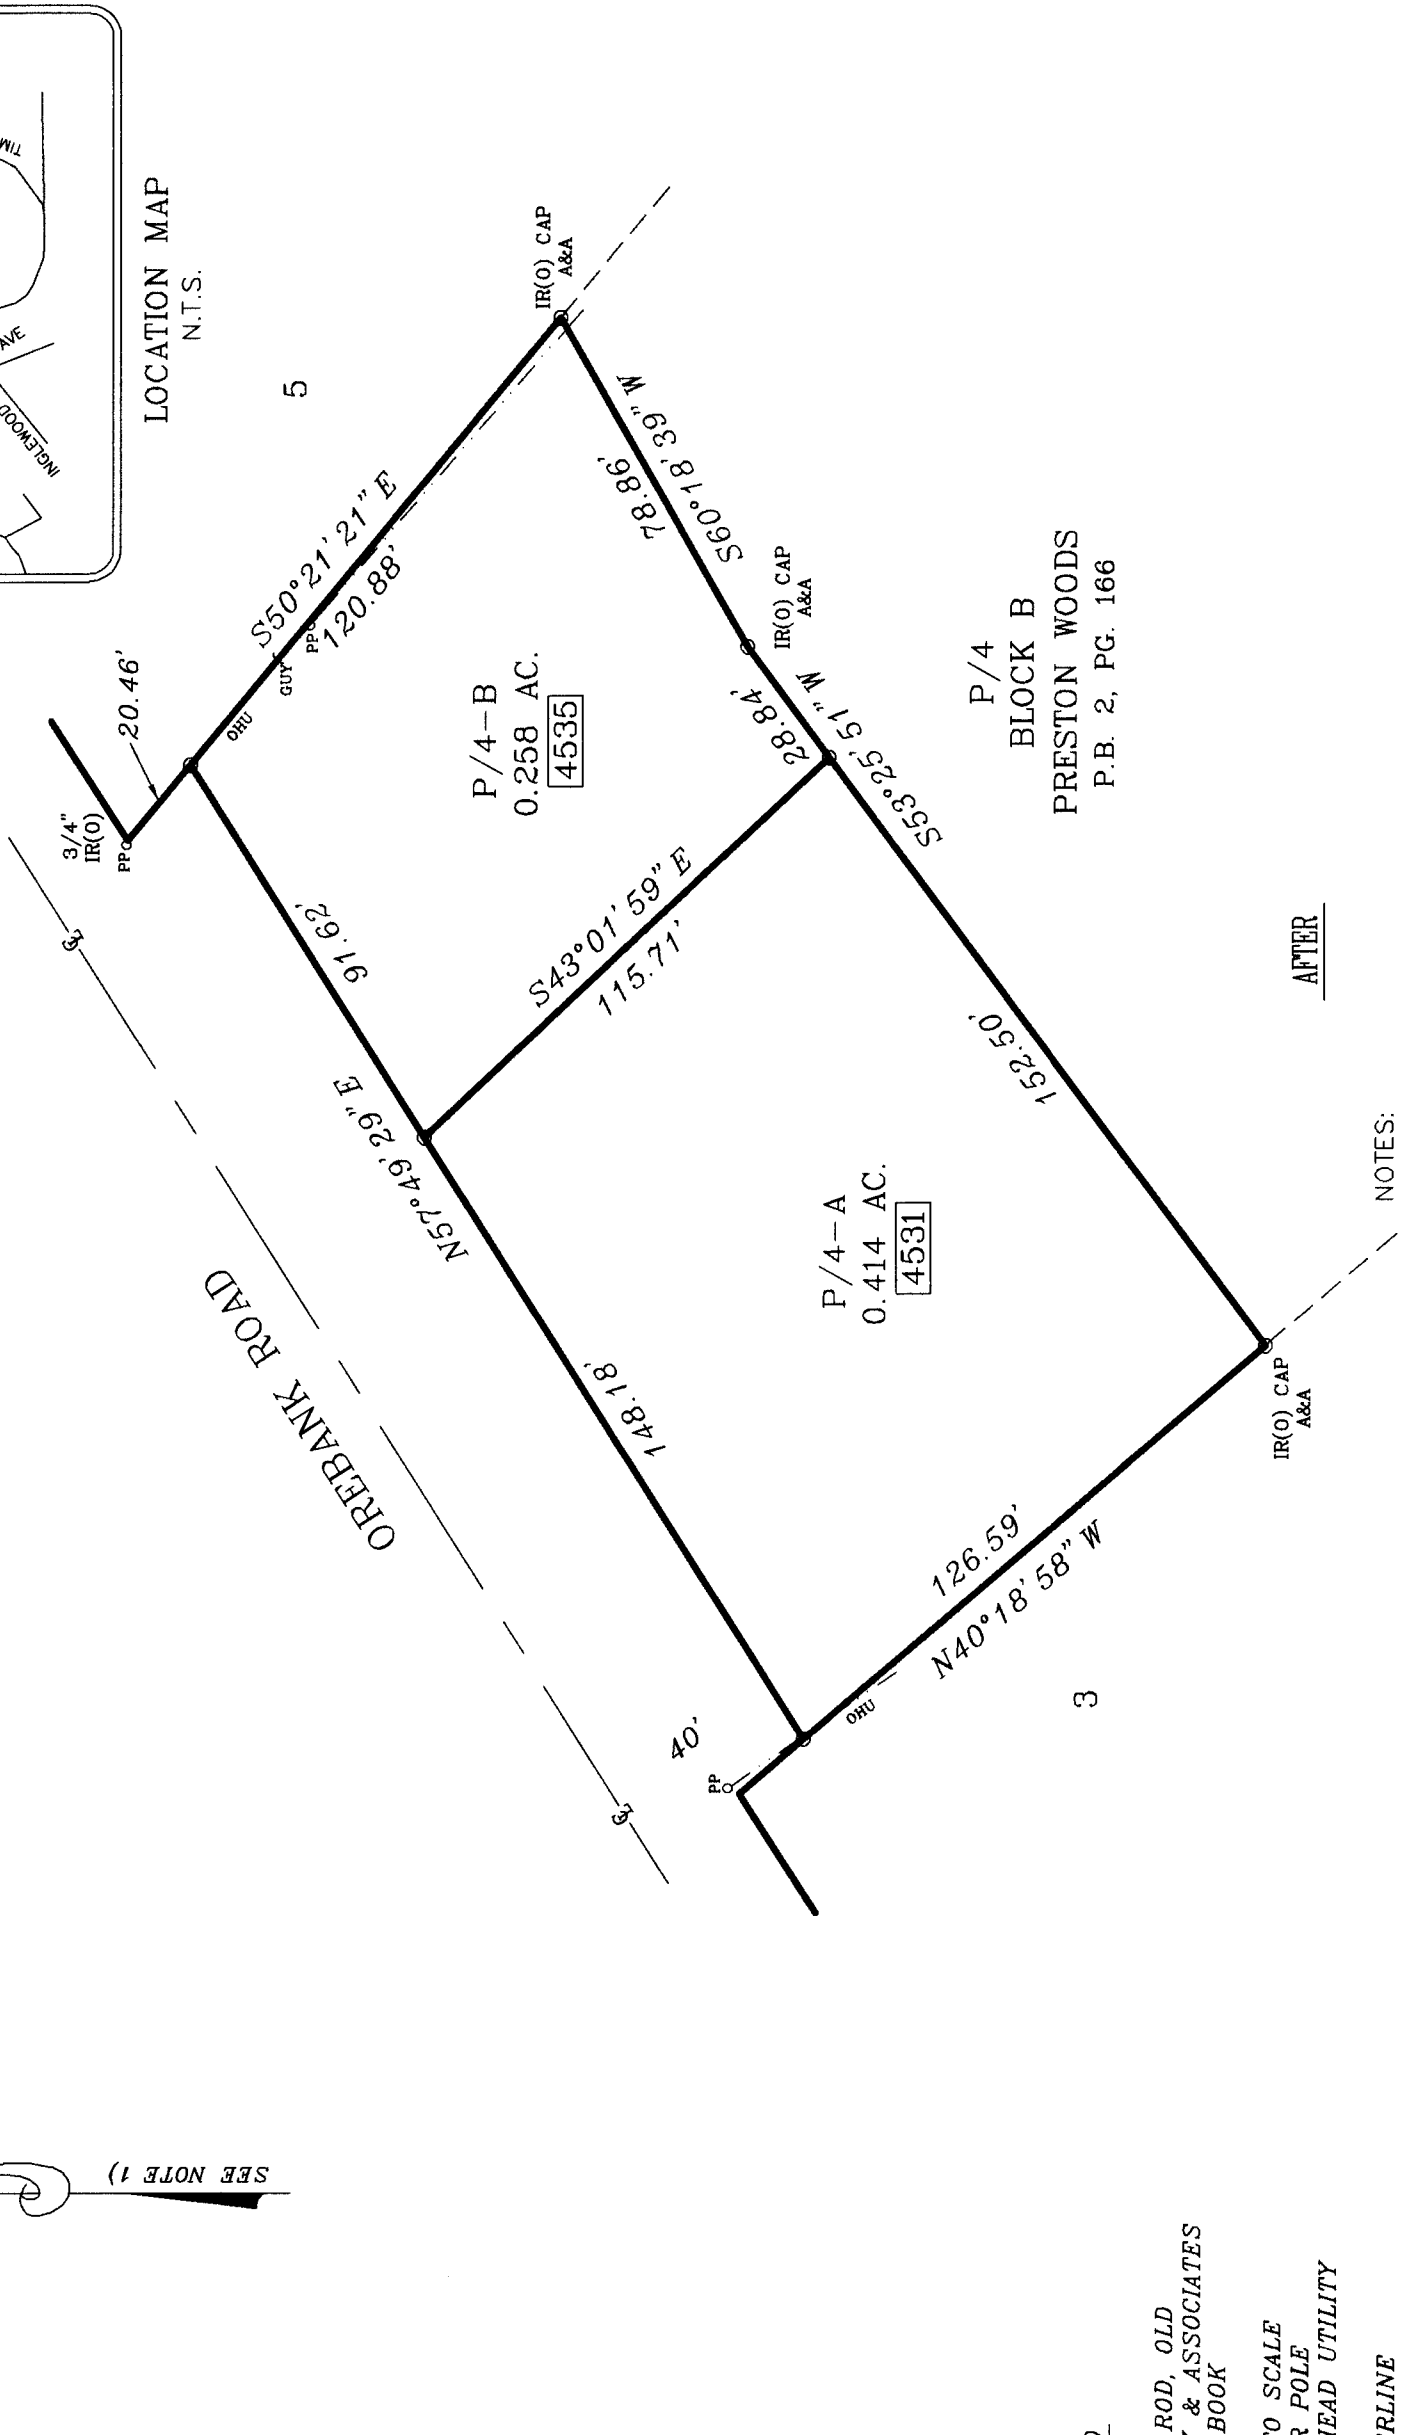 TIM
AVE
INGLEWOOD
LOCATION MAP
N.T.S.
5
20.46'
3/4"
IR(O)
PP
S50°21'21" E
120.88'
GUY
PP
OHU
IR(O) CAP
A&A
78.86'
S60°18'39" W
IR(O) CAP
A&A
28.84'
S53°25'51" W
152.50'
P/4-B
0.258 AC.
4535
91.62'
N57°49'29" E
148.18'
S43°01'59" E
115.71'
P/4
BLOCK B
PRESTON WOODS
P.B. 2, PG. 166
OREBANK ROAD
P/4-A
0.414 AC.
4531
AFTER
NOTES:
IR(O) CAP
A&A
126.59'
N40°18'58" W
OHU
40'
PP
3
SEE NOTE 1)
ROD, OLD
& ASSOCIATES
BOOK
TO SCALE
R POLE
HEAD UTILITY
ERLINE